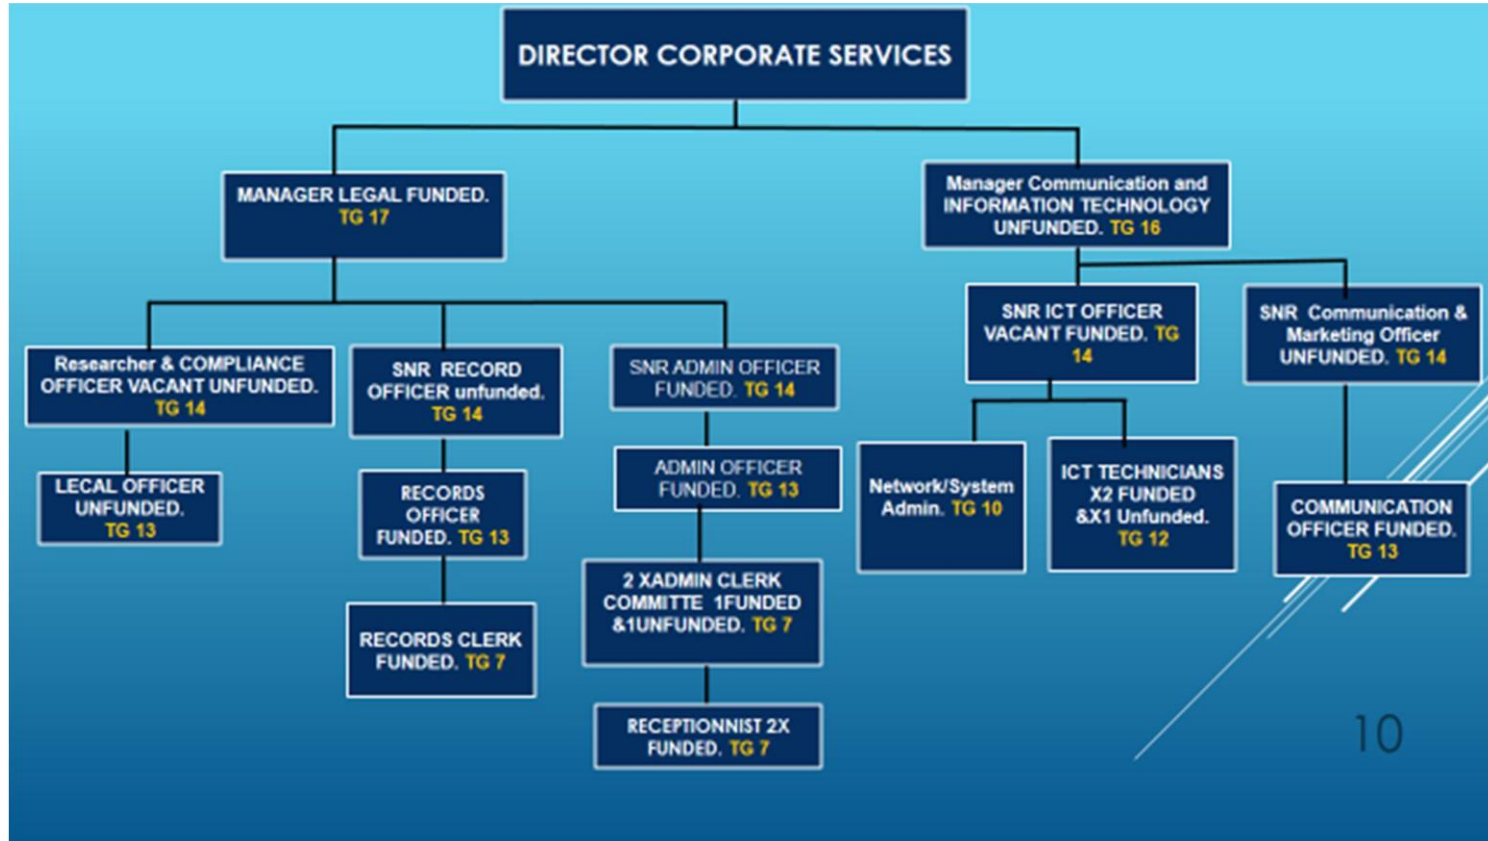 DIRECTOR CORPORATE SERVICES
MANAGER LEGAL FUNDED.
TG 17
Manager Communication and
INFORMATION TECHNOLOGY
UNFUNDED. TG 16
Researcher & COMPLIANCE
OFFICER VACANT UNFUNDED.
TG 14
SNR RECORD
OFFICER unfunded.
TG 14
SNR ADMIN OFFICER
FUNDED. TG 14
SNR ICT OFFICER
VACANT FUNDED. TG
14
SNR Communication &
Marketing Officer
UNFUNDED. TG 14
LECAL OFFICER
UNFUNDED.
TG 13
RECORDS
OFFICER
FUNDED. TG 13
ADMIN OFFICER
FUNDED. TG 13
Network/System
Admin. TG 10
ICT TECHNICIANS
X2 FUNDED
&X1 Unfunded.
TG 12
COMMUNICATION
OFFICER FUNDED.
TG 13
RECORDS CLERK
FUNDED. TG 7
2 XADMIN CLERK
COMMITTE 1FUNDED
&1UNFUNDED. TG 7
RECEPTIONNIST 2X
FUNDED. TG 7
10